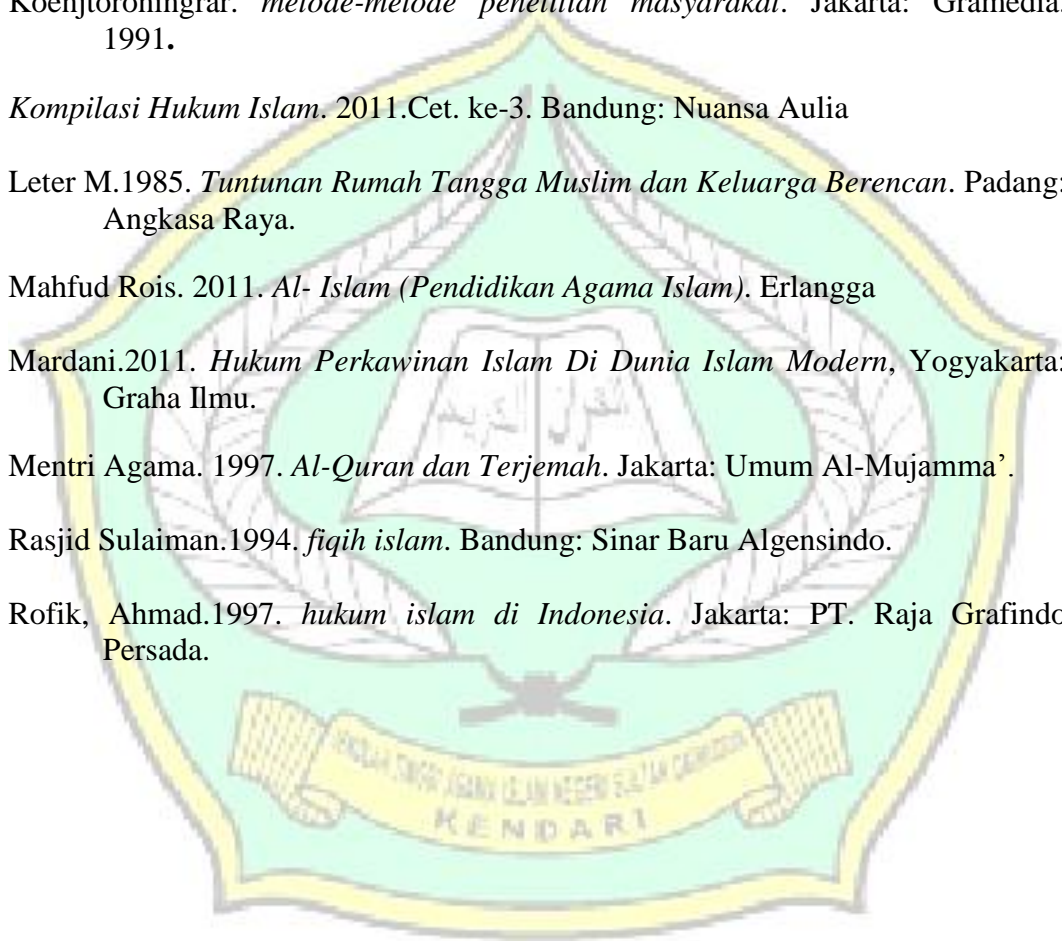 Koenjtoroningrar. metode-metode penelitian masyarakat. Jakarta: Gramedia.
1991.
Kompilasi Hukum Islam. 2011.Cet. ke-3. Bandung: Nuansa Aulia
Leter M.1985. Tuntunan Rumah Tangga Muslim dan Keluarga Berencan. Padang:
Angkasa Raya.
Mahfud Rois. 2011. Al- Islam (Pendidikan Agama Islam). Erlangga
Mardani.2011. Hukum Perkawinan Islam Di Dunia Islam Modern, Yogyakarta:
Graha Ilmu.
القرآن الكريم
Mentri Agama. 1997. Al-Quran dan Terjemah. Jakarta: Umum Al-Mujamma’.
Rasjid Sulaiman.1994. fiqih islam. Bandung: Sinar Baru Algensindo.
Rofik, Ahmad.1997. hukum islam di Indonesia. Jakarta: PT. Raja Grafindo
Persada.
KENDARI